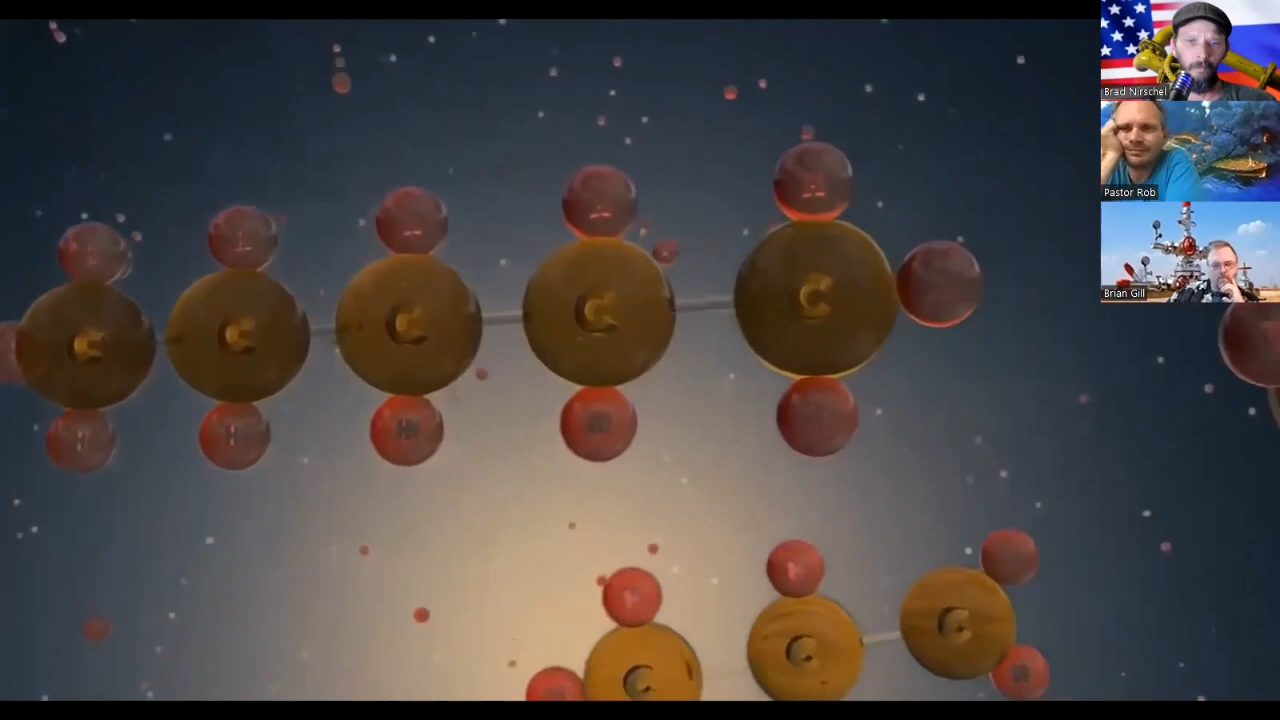 C C C C C
H H H H
C C C
Brad Nirschel
Pastor Rob
Brian Gill